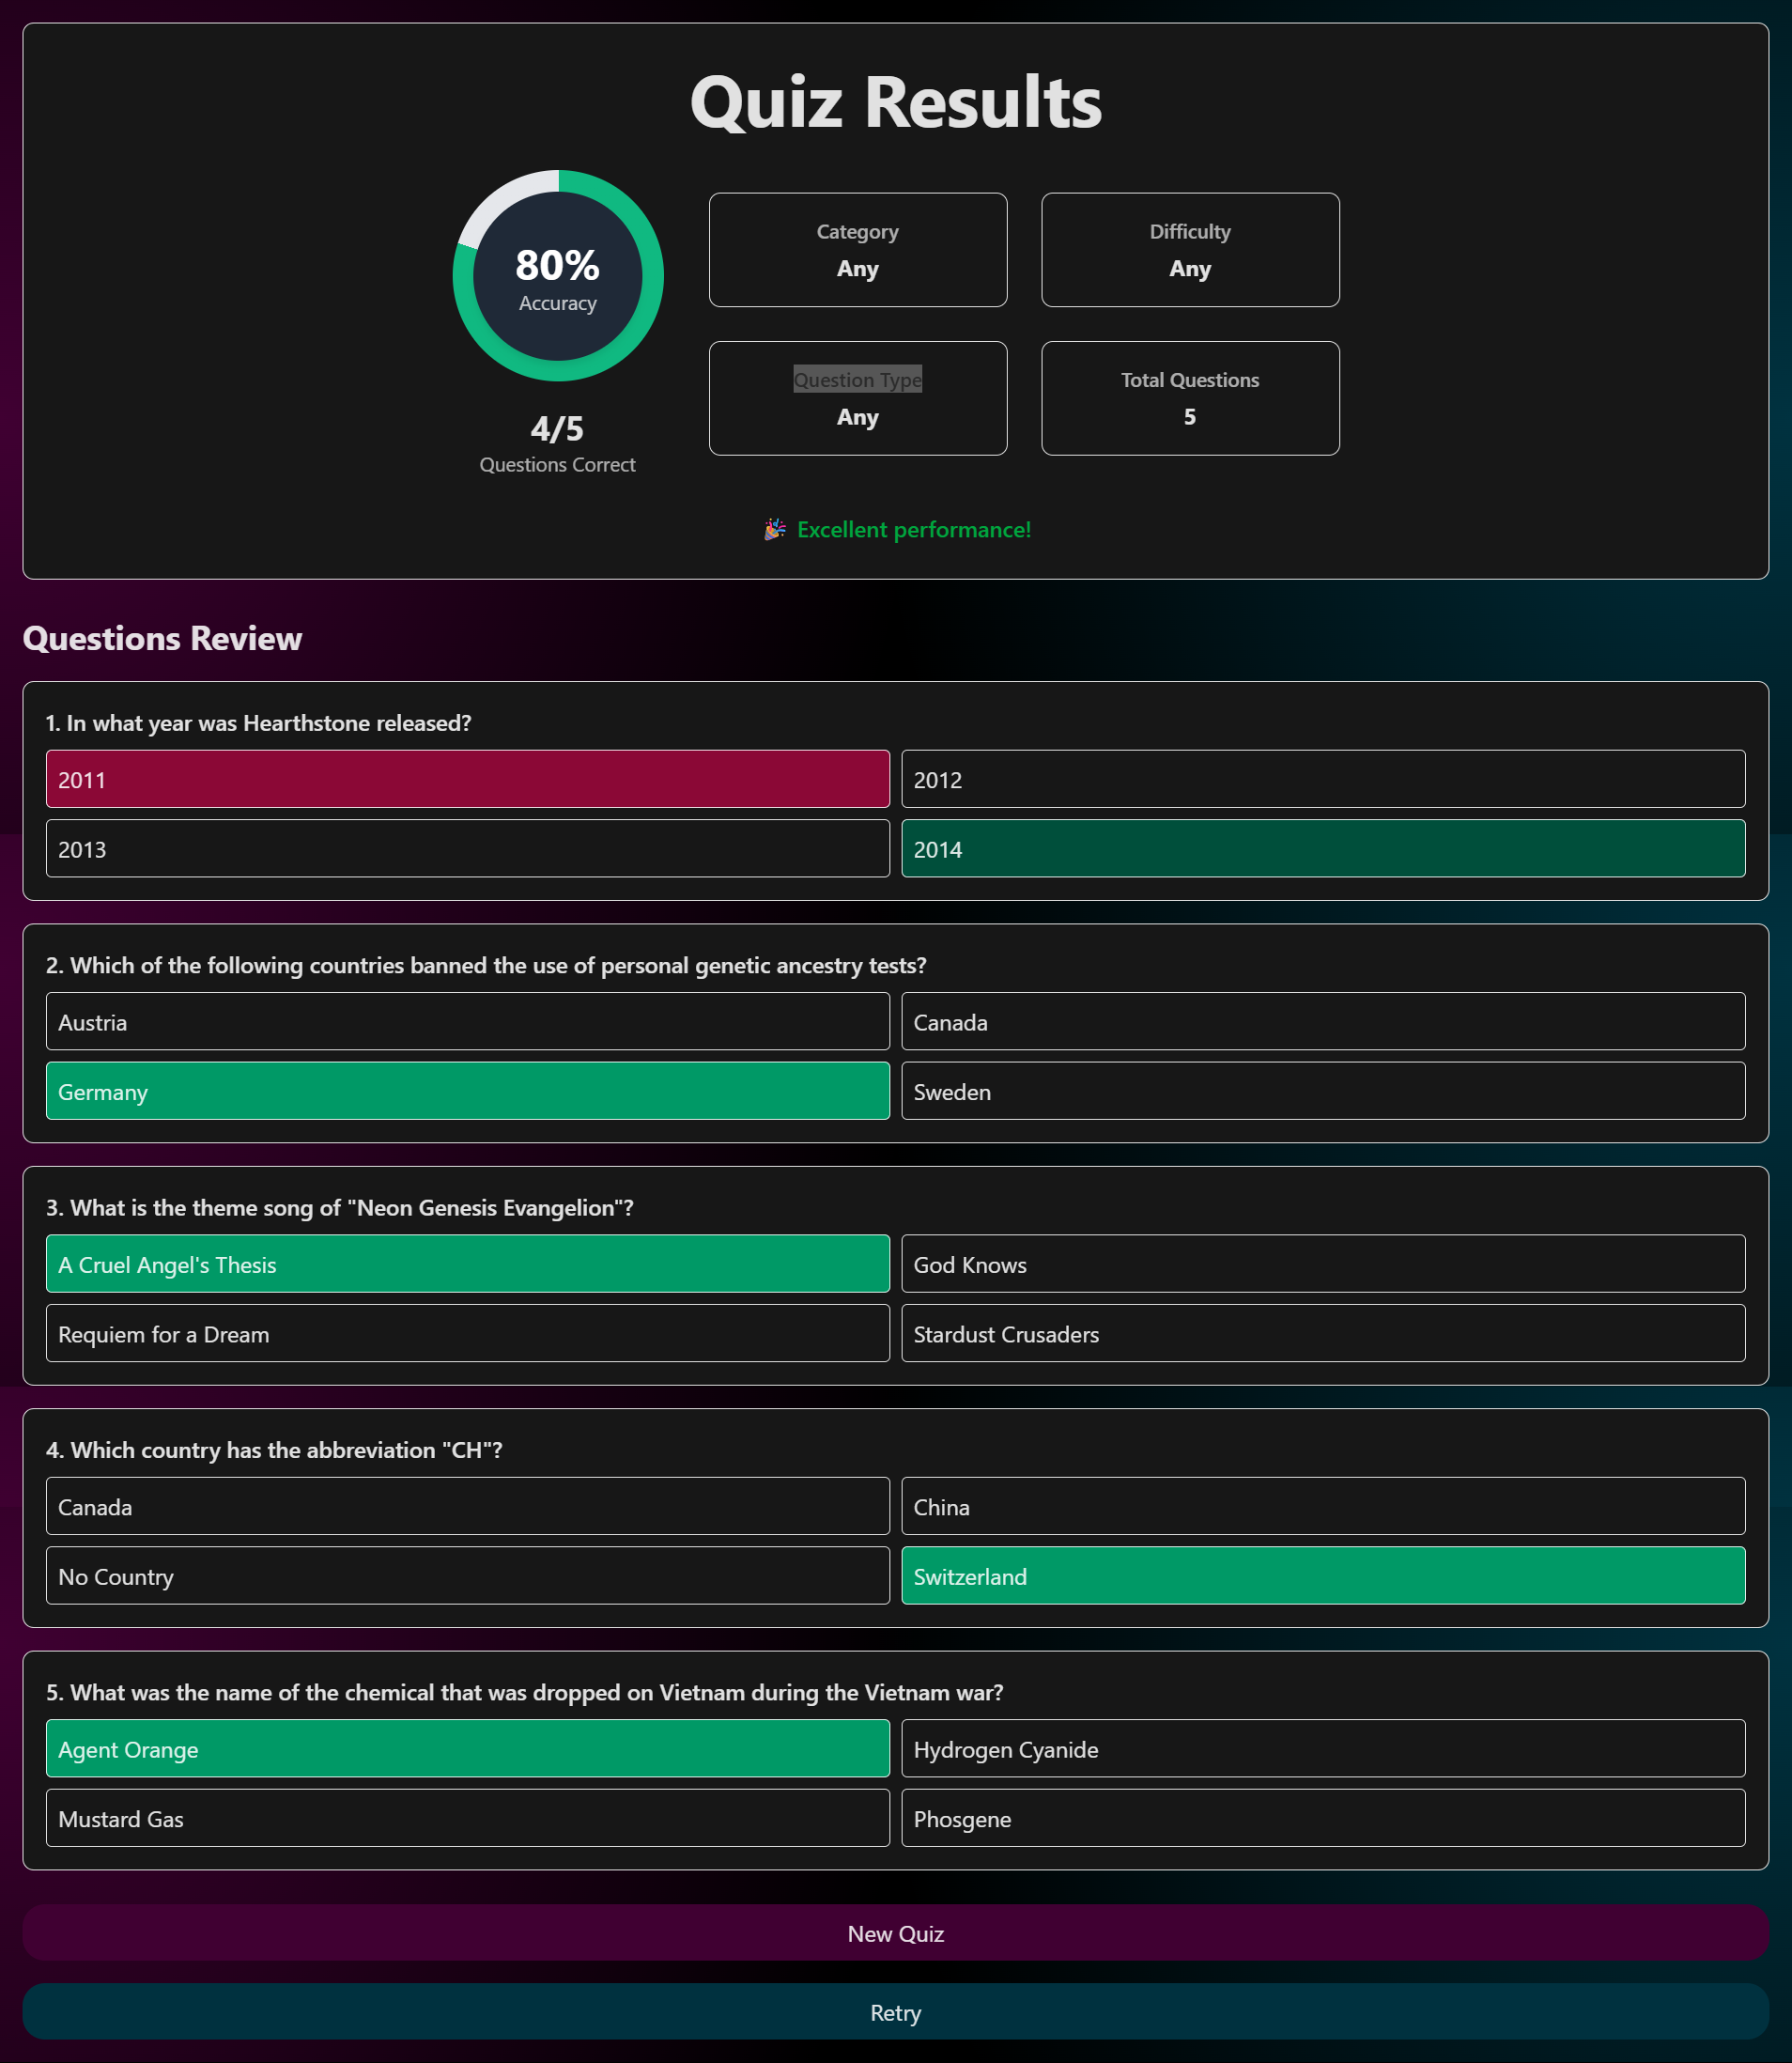 Quiz Results
80%
Accuracy
4/5
Questions Correct
Category
Any
Difficulty
Any
Question Type
Any
Total Questions
5
🎉 Excellent performance!
Questions Review
1. In what year was Hearthstone released?
2011
2012
2013
2014
2. Which of the following countries banned the use of personal genetic ancestry tests?
Austria
Canada
Germany
Sweden
3. What is the theme song of "Neon Genesis Evangelion"?
A Cruel Angel's Thesis
God Knows
Requiem for a Dream
Stardust Crusaders
4. Which country has the abbreviation "CH"?
Canada
China
No Country
Switzerland
5. What was the name of the chemical that was dropped on Vietnam during the Vietnam war?
Agent Orange
Hydrogen Cyanide
Mustard Gas
Phosgene
New Quiz
Retry